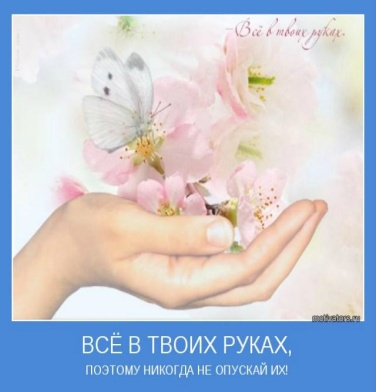 Всё в твоих руках.
motivators.ru
ВСЁ В ТВОИХ РУКАХ,
ПОЭТОМУ НИКОГДА НЕ ОПУСКАЙ ИХ!